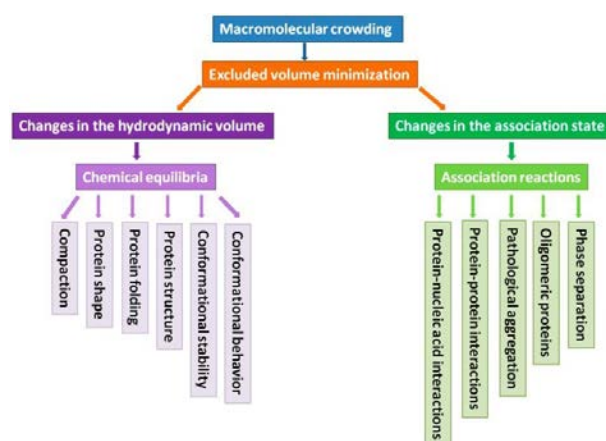 Macromolecular crowding
Excluded volume minimization
Changes in the hydrodynamic volume
Changes in the association state
Chemical equilibria
Association reactions
Compaction
Protein shape
Protein folding
Protein structure
Conformational stability
Conformational behavior
Protein-nucleic acid interactions
Protein-protein interactions
Pathological aggregation
Oligomeric proteins
Phase separation